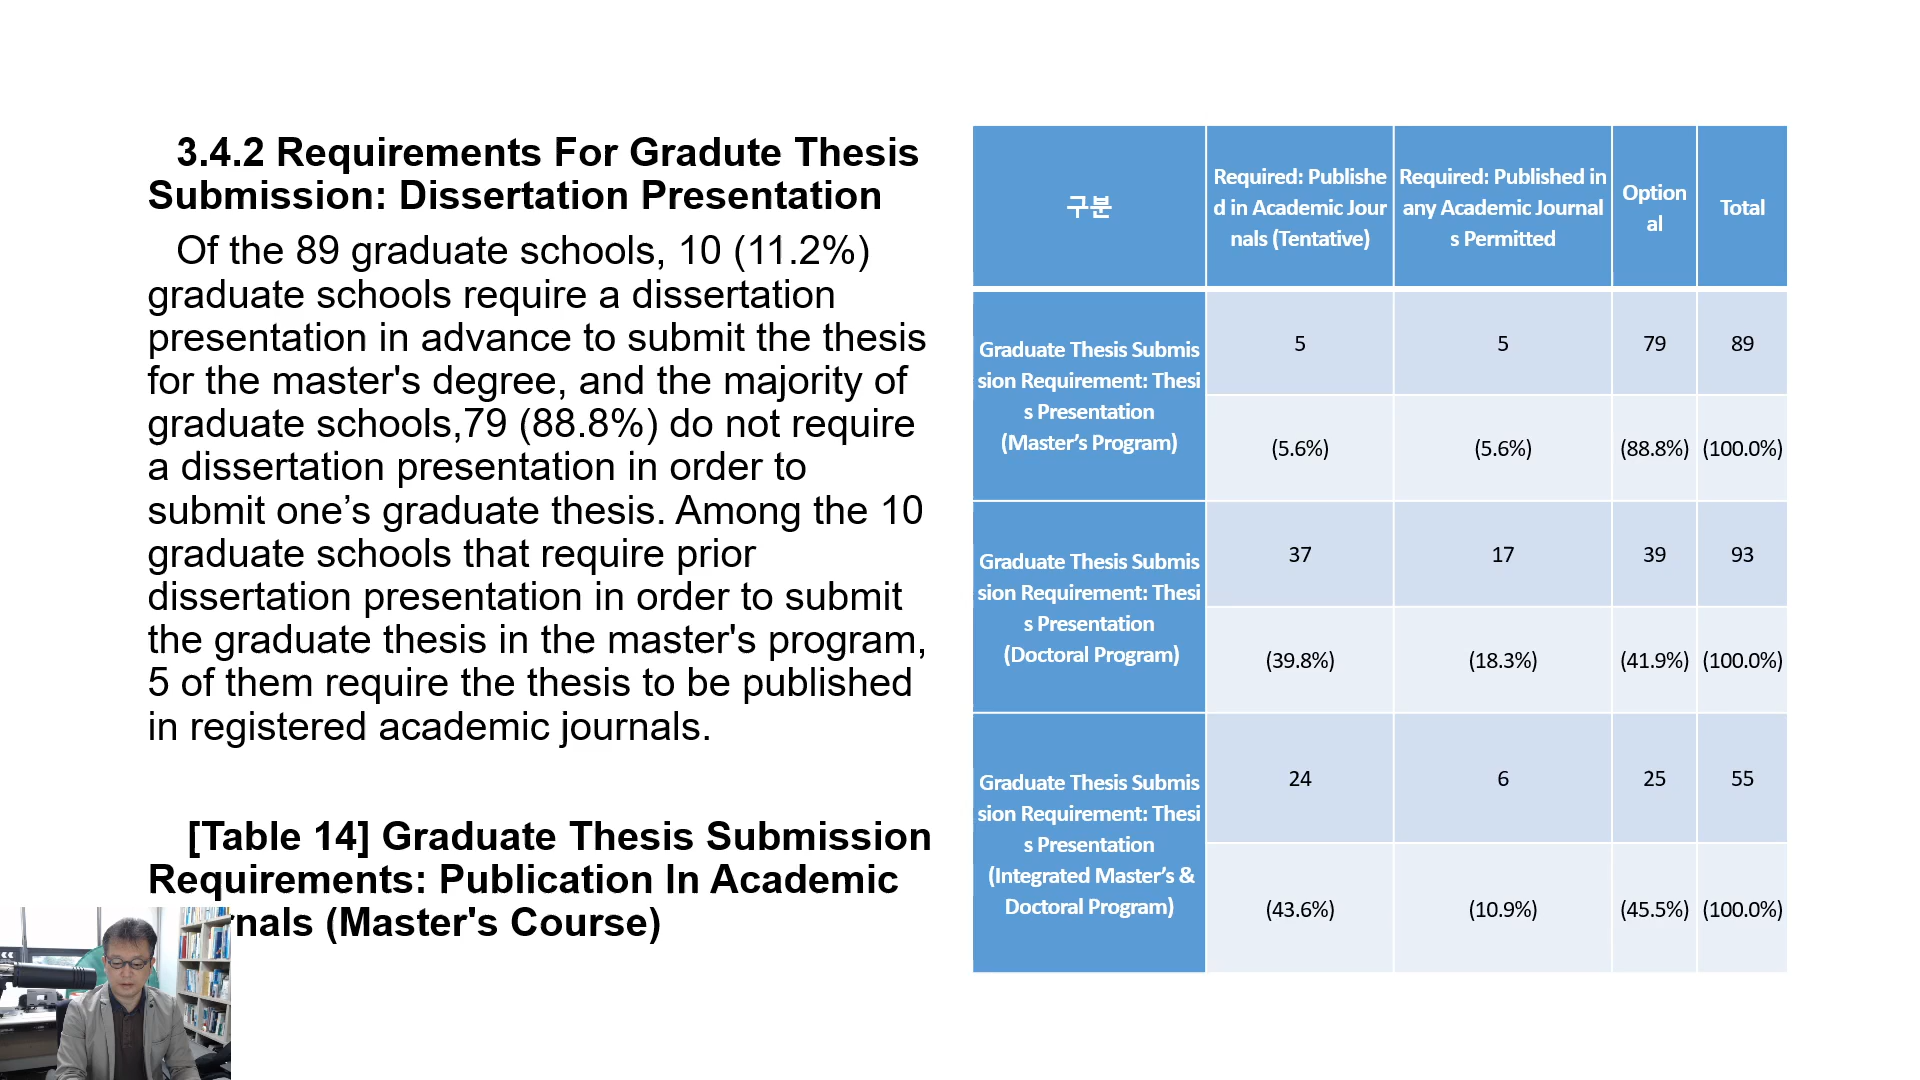 3.4.2 Requirements For Gradute Thesis
Submission: Dissertation Presentation
Of the 89 graduate schools, 10 (11.2%)
graduate schools require a dissertation
presentation in advance to submit the thesis
for the master's degree, and the majority of
graduate schools,79 (88.8%) do not require
a dissertation presentation in order to
submit one’s graduate thesis. Among the 10
graduate schools that require prior
dissertation presentation in order to submit
the graduate thesis in the master's program,
5 of them require the thesis to be published
in registered academic journals.
[Table 14] Graduate Thesis Submission
Requirements: Publication In Academic
rnals (Master's Course)
구분
Required: Publishe
d in Academic Jour
nals (Tentative)
Required: Published in
any Academic Journal
s Permitted
Option
al
Total
Graduate Thesis Submis
sion Requirement: Thesi
s Presentation
(Master’s Program)
5 5 79 89
(5.6%) (5.6%) (88.8%) (100.0%)
Graduate Thesis Submis
sion Requirement: Thesi
s Presentation
(Doctoral Program)
37 17 39 93
(39.8%) (18.3%) (41.9%) (100.0%)
Graduate Thesis Submis
sion Requirement: Thesi
s Presentation
(Integrated Master’s &
Doctoral Program)
24 6 25 55
(43.6%) (10.9%) (45.5%) (100.0%)